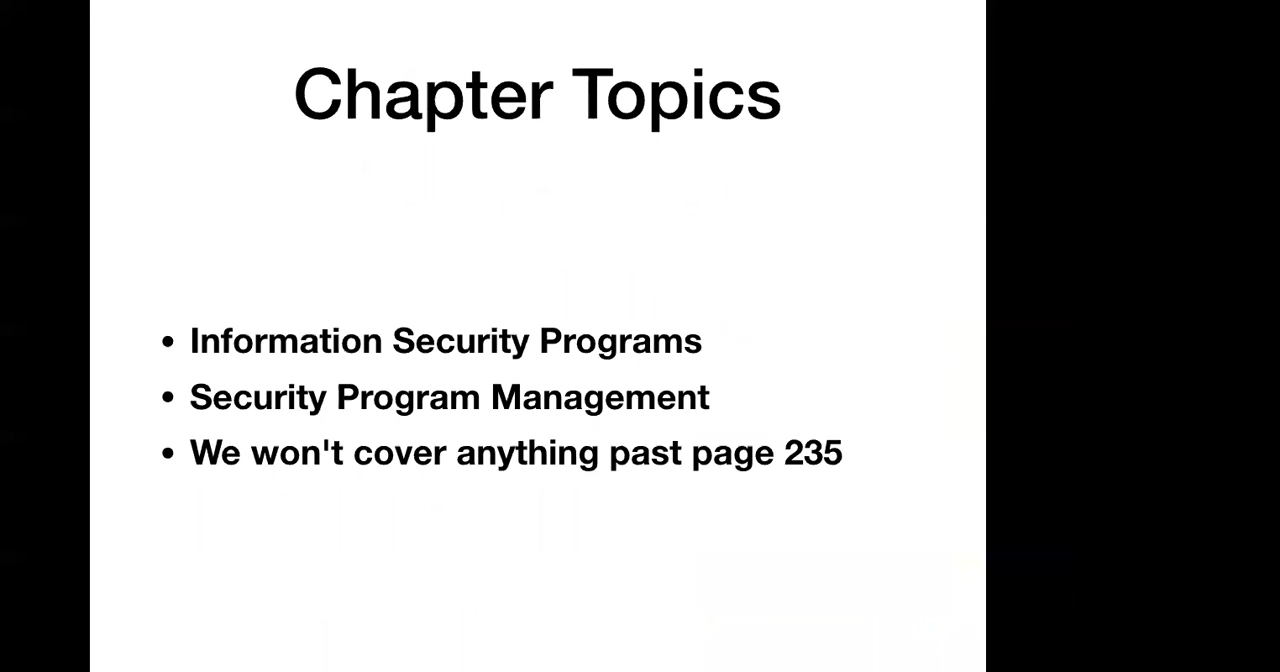 Chapter Topics
• Information Security Programs
• Security Program Management
• We won't cover anything past page 235